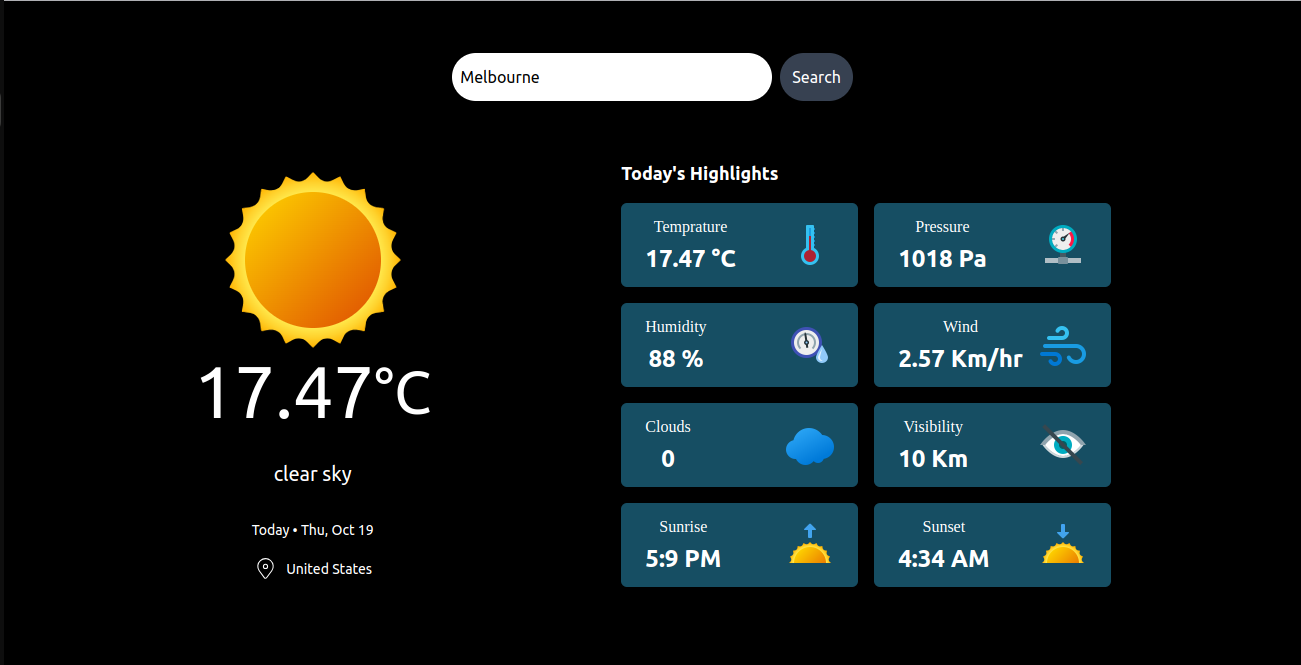 Melbourne
Search
17.47°C
clear sky
Today • Thu, Oct 19
United States
Today's Highlights
Temprature
17.47 °C
Pressure
1018 Pa
Humidity
88 %
Wind
2.57 Km/hr
Clouds
0
Visibility
10 Km
Sunrise
5:9 PM
Sunset
4:34 AM